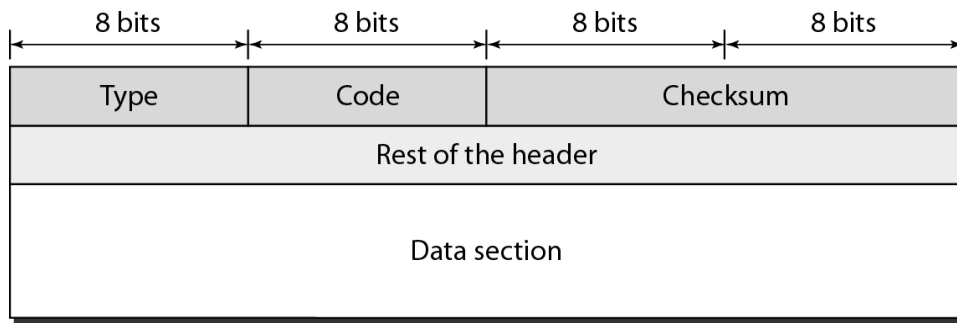 8 bits 8 bits 8 bits 8 bits
Type Code Checksum
Rest of the header
Data section